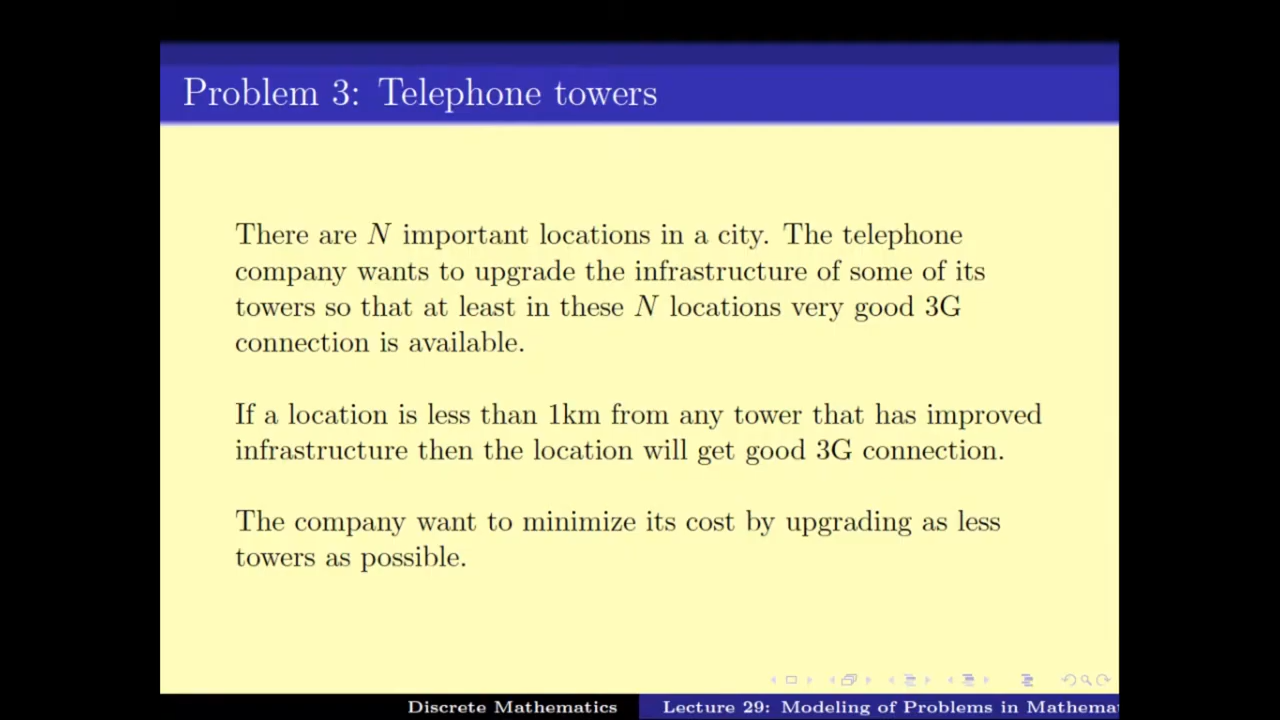 Problem 3: Telephone towers
There are N important locations in a city. The telephone
company wants to upgrade the infrastructure of some of its
towers so that at least in these N locations very good 3G
connection is available.
If a location is less than 1km from any tower that has improved
infrastructure then the location will get good 3G connection.
The company want to minimize its cost by upgrading as less
towers as possible.
Discrete Mathematics
Lecture 29: Modeling of Problems in Mathema